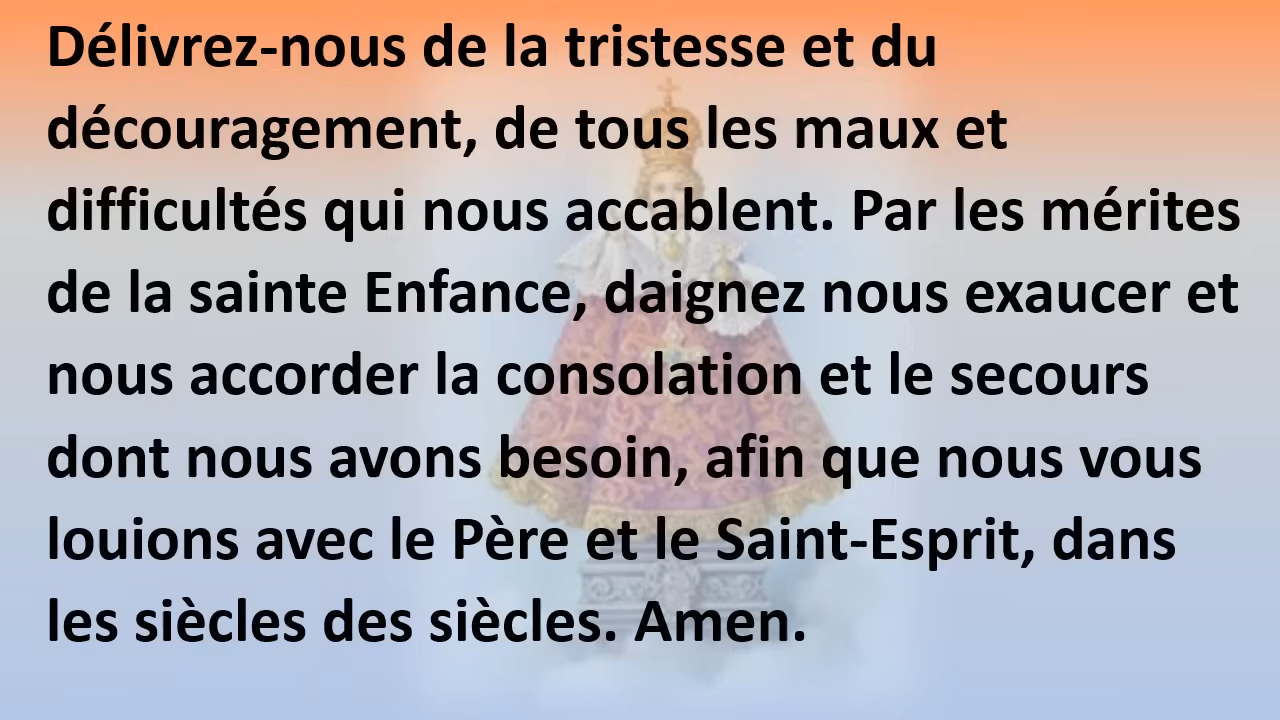 Délivrez-nous de la tristesse et du
découragement, de tous les maux et
difficultés qui nous accablent. Par les mérites
de la sainte Enfance, daignez nous exaucer et
nous accorder la consolation et le secours
dont nous avons besoin, afin que nous vous
louions avec le Père et le Saint-Esprit, dans
les siècles des siècles. Amen.